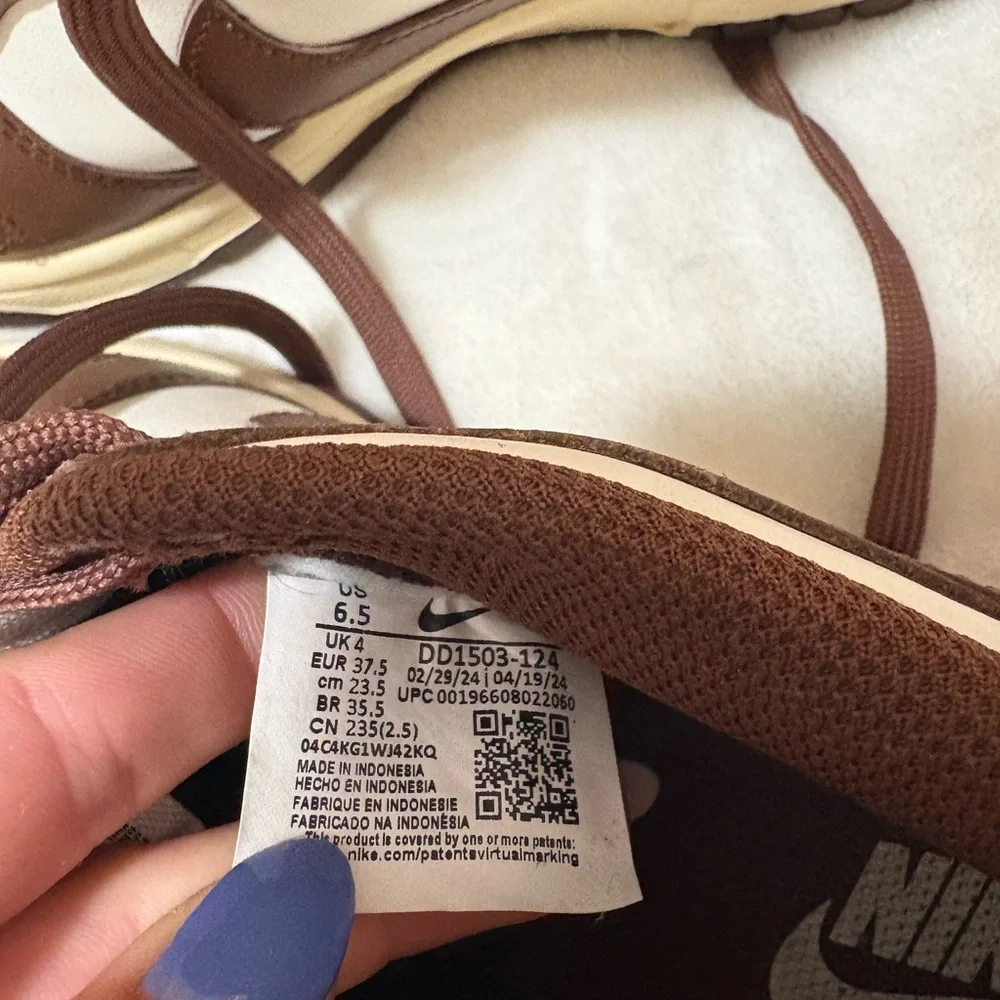 US
6.5
UK 4
EUR 37.5
cm 23.5
BR 35.5
CN 235(2.5)
04C4KG1WJ42KQ
DD1503-124
02/29/24 | 04/19/24
UPC 00196608022060
MADE IN INDONESIA
HECHO EN INDONESIA
FABRIQUE EN INDONESIE
FABRICADO NA INDONÉSIA
This product is covered by one or more patents:
nike.com/patentsvirtualmarking